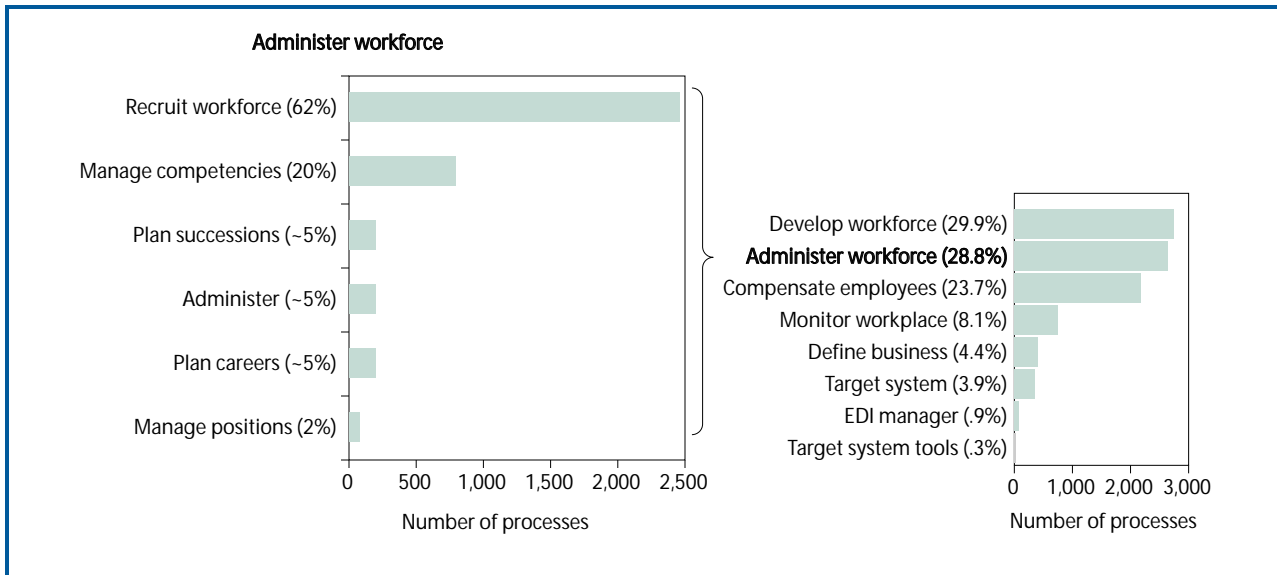 Administer workforce
Recruit workforce (62%)
Manage competencies (20%)
Plan successions (~5%)
Administer (~5%)
Plan careers (~5%)
Manage positions (2%)
0 500 1,000 1,500 2,000 2,500
Number of processes
Develop workforce (29.9%)
Administer workforce (28.8%)
Compensate employees (23.7%)
Monitor workplace (8.1%)
Define business (4.4%)
Target system (3.9%)
EDI manager (.9%)
Target system tools (.3%)
0 1,000 2,000 3,000
Number of processes